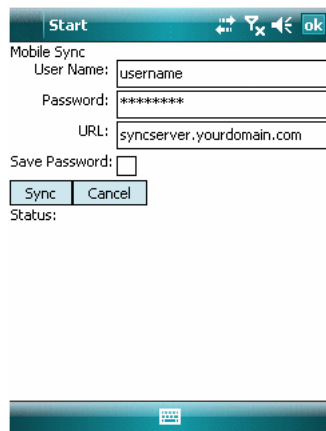 Start ok
Mobile Sync
User Name: username
Password: ********
URL: syncserver.yourdomain.com
Save Password:
Sync Cancel
Status: